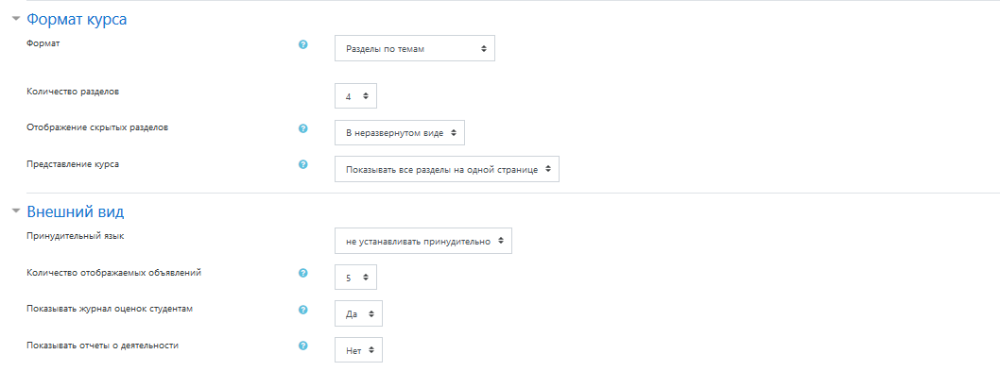 Формат курса
Формат ? Разделы по темам
Количество разделов 4
Отображение скрытых разделов ? В неразвернутом виде
Представление курса ? Показывать все разделы на одной странице
Внешний вид
Принудительный язык не устанавливать принудительно
Количество отображаемых объявлений ? 5
Показывать журнал оценок студентам ? Да
Показывать отчеты о деятельности ? Нет